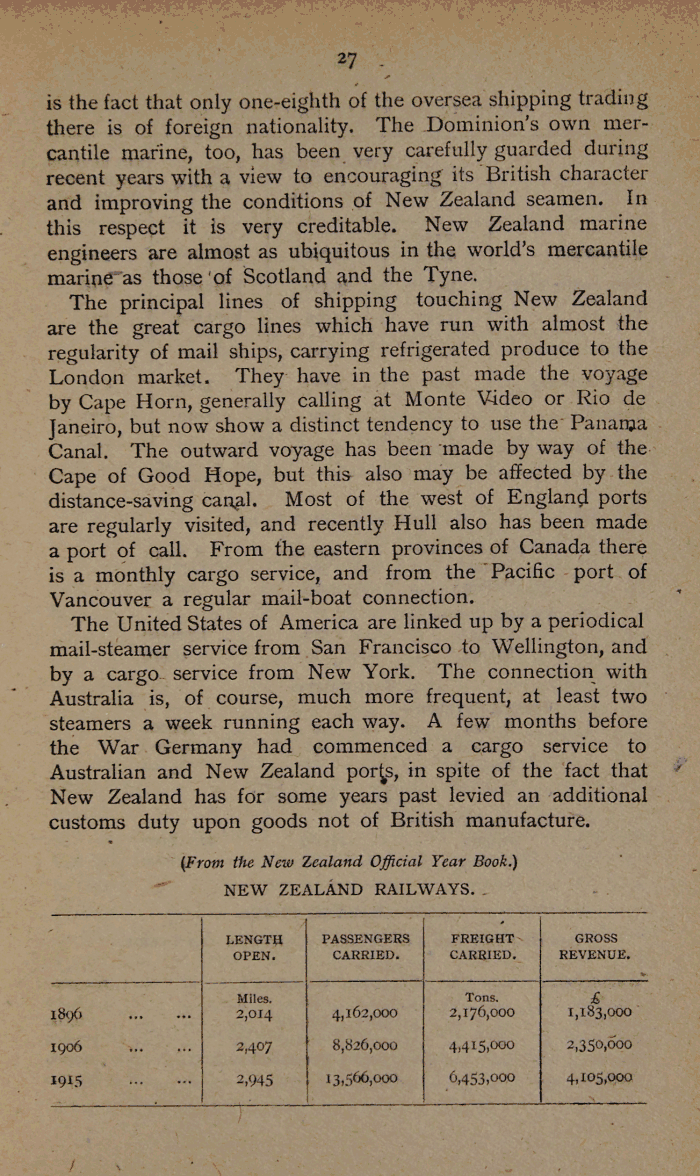 27
is the fact that only one-eighth of the oversea shipping trading
there is of foreign nationality. The Dominion's own mer-
cantile marine, too, has been very carefully guarded during
recent years with a view to encouraging its British character
and improving the conditions of New Zealand seamen. In
this respect it is very creditable. New Zealand marine
engineers are almost as ubiquitous in the world's mercantile
marine as those of Scotland and the Tyne.
The principal lines of shipping touching New Zealand
are the great cargo lines which have run with almost the
regularity of mail ships, carrying refrigerated produce to the
London market. They have in the past made the voyage
by Cape Horn, generally calling at Monte Video or Rio de
Janeiro, but now show a distinct tendency to use the Panama
Canal. The outward voyage has been made by way of the
Cape of Good Hope, but this also may be affected by the
distance-saving canal. Most of the west of England ports
are regularly visited, and recently Hull also has been made
a port of call. From the eastern provinces of Canada there
is a monthly cargo service, and from the Pacific port of
Vancouver a regular mail-boat connection.
The United States of America are linked up by a periodical
mail-steamer service from San Francisco to Wellington, and
by a cargo service from New York. The connection with
Australia is, of course, much more frequent, at least two
steamers a week running each way. A few months before
the War Germany had commenced a cargo service to
Australian and New Zealand ports, in spite of the fact that
New Zealand has for some years past levied an additional
customs duty upon goods not of British manufacture.
(From the New Zealand Official Year Book.)
NEW ZEALAND RAILWAYS.
LENGTH PASSENGERS FREIGHT GROSS
OPEN. CARRIED. CARRIED. REVENUE.
Miles. Tons. £
1896 ... ... 2,014 4,162,000 2,176,000 1,183,000
1906 ... ... 2,407 8,826,000 4,415,000 2,350,000
1915 ... ... 2,945 13,566,000 6,453,000 4,105,000